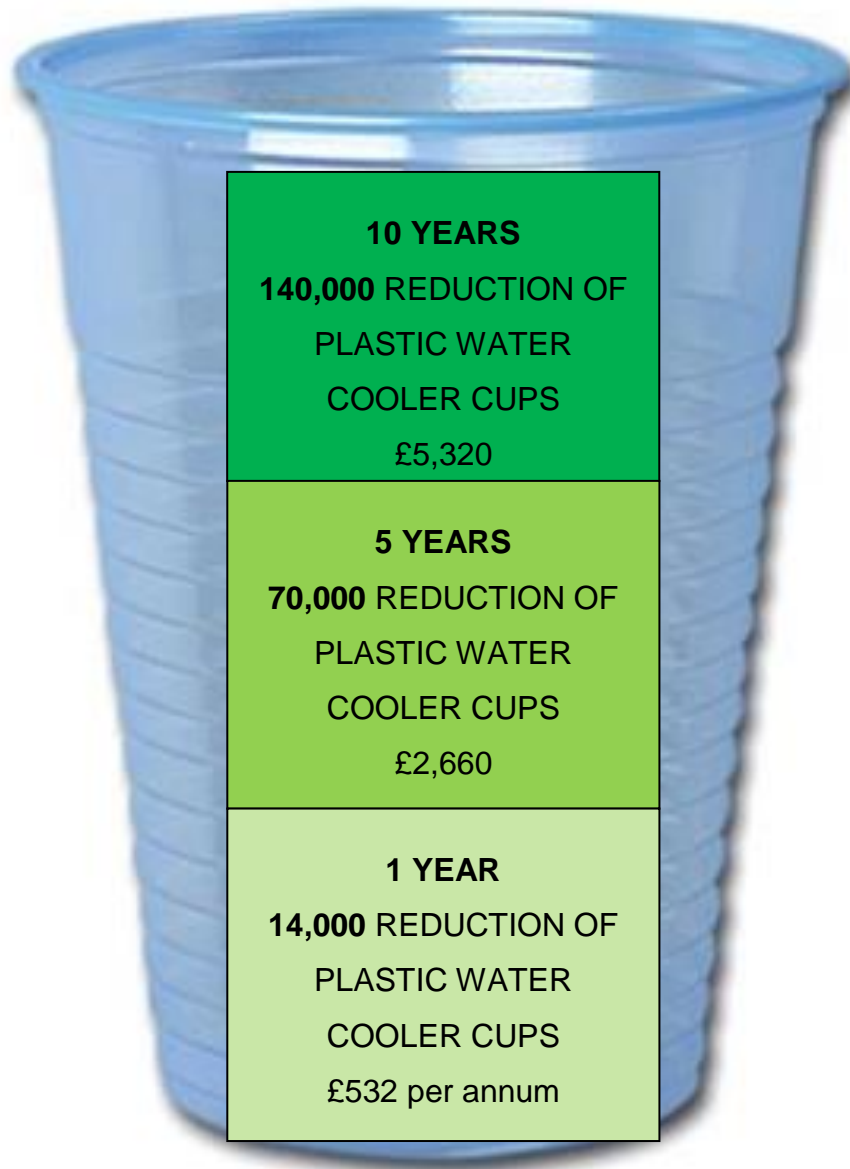 10 YEARS
140,000 REDUCTION OF
PLASTIC WATER
COOLER CUPS
£5,320
5 YEARS
70,000 REDUCTION OF
PLASTIC WATER
COOLER CUPS
£2,660
1 YEAR
14,000 REDUCTION OF
PLASTIC WATER
COOLER CUPS
£532 per annum